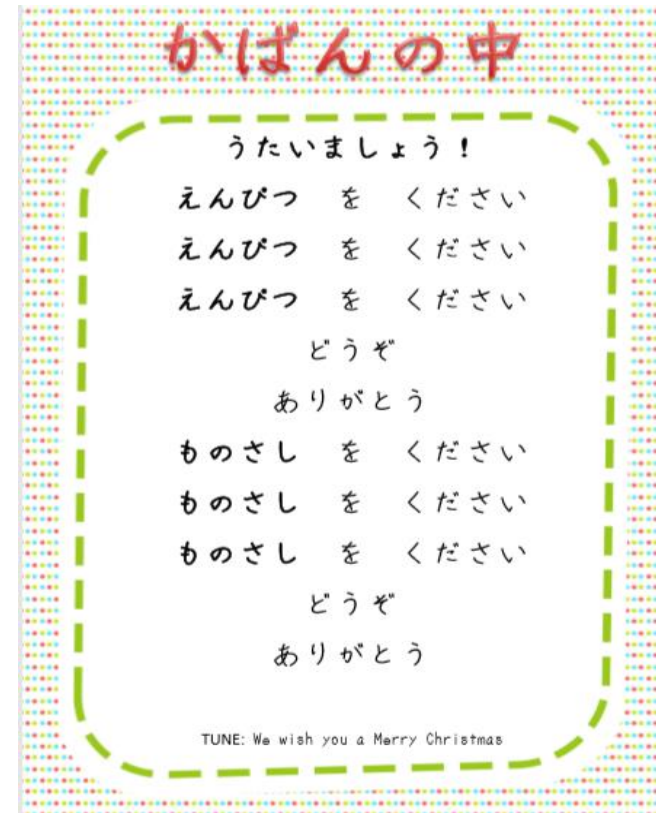 かばんの中
うたいましょう！
えんぴつ を ください
えんぴつ を ください
えんぴつ を ください
どうぞ
ありがとう
ものさし を ください
ものさし を ください
ものさし を ください
どうぞ
ありがとう
TUNE: We wish you a Merry Christmas